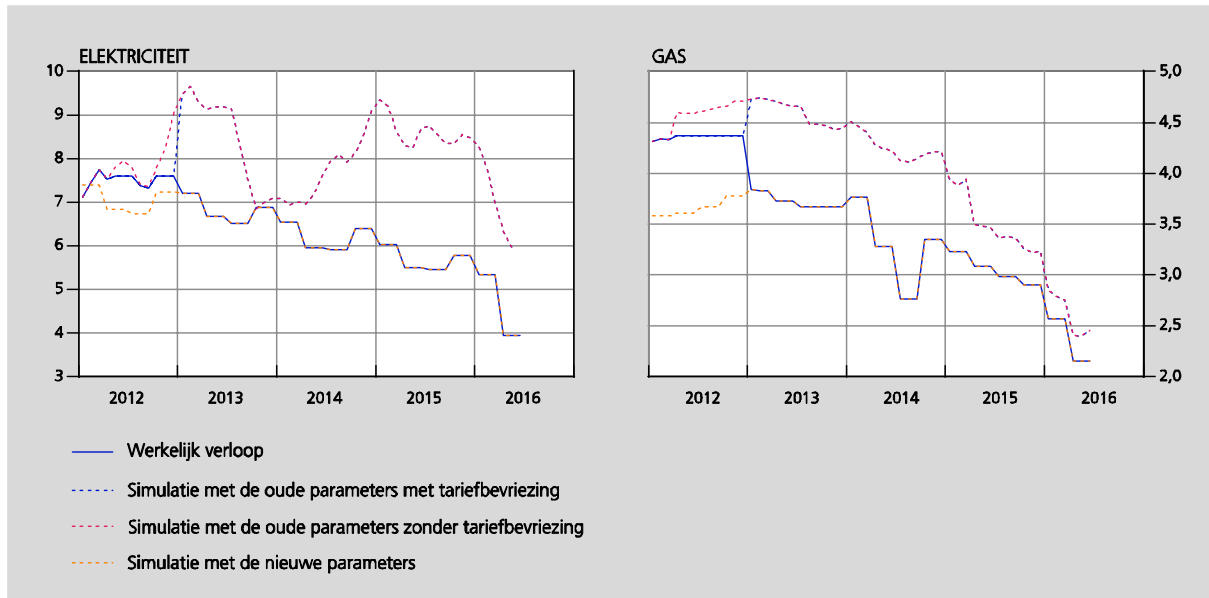 ELEKTRICITEIT
10
9
8
7
6
5
4
3
2012 2013 2014 2015 2016
GAS
5,0
4,5
4,0
3,5
3,0
2,5
2,0
2012 2013 2014 2015 2016
Werkelijk verloop
Simulatie met de oude parameters met tariefbevriezing
Simulatie met de oude parameters zonder tariefbevriezing
Simulatie met de nieuwe parameters